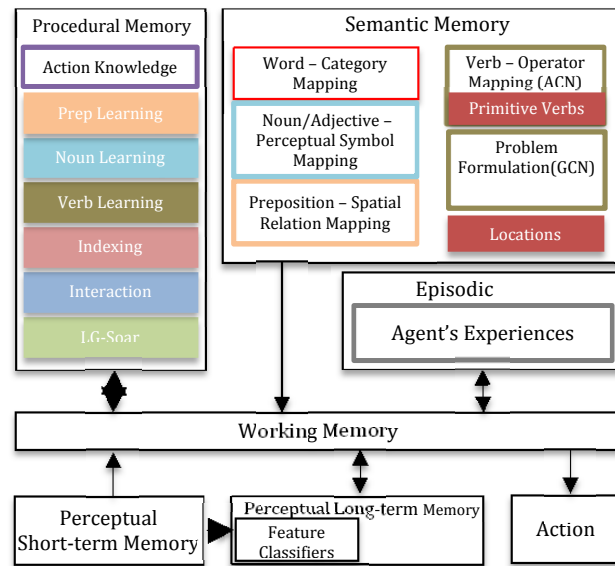 Procedural Memory
Action Knowledge
Prep Learning
Noun Learning
Verb Learning
Indexing
Interaction
LG-Soar
Semantic Memory
Word – Category
Mapping
Noun/Adjective –
Perceptual Symbol
Mapping
Preposition – Spatial
Relation Mapping
Verb – Operator
Mapping (ACN)
Primitive Verbs
Problem
Formulation(GCN)
Locations
Episodic
Agent's Experiences
Working Memory
Perceptual
Short-term Memory
Perceptual Long-term Memory
Feature
Classifiers
Action